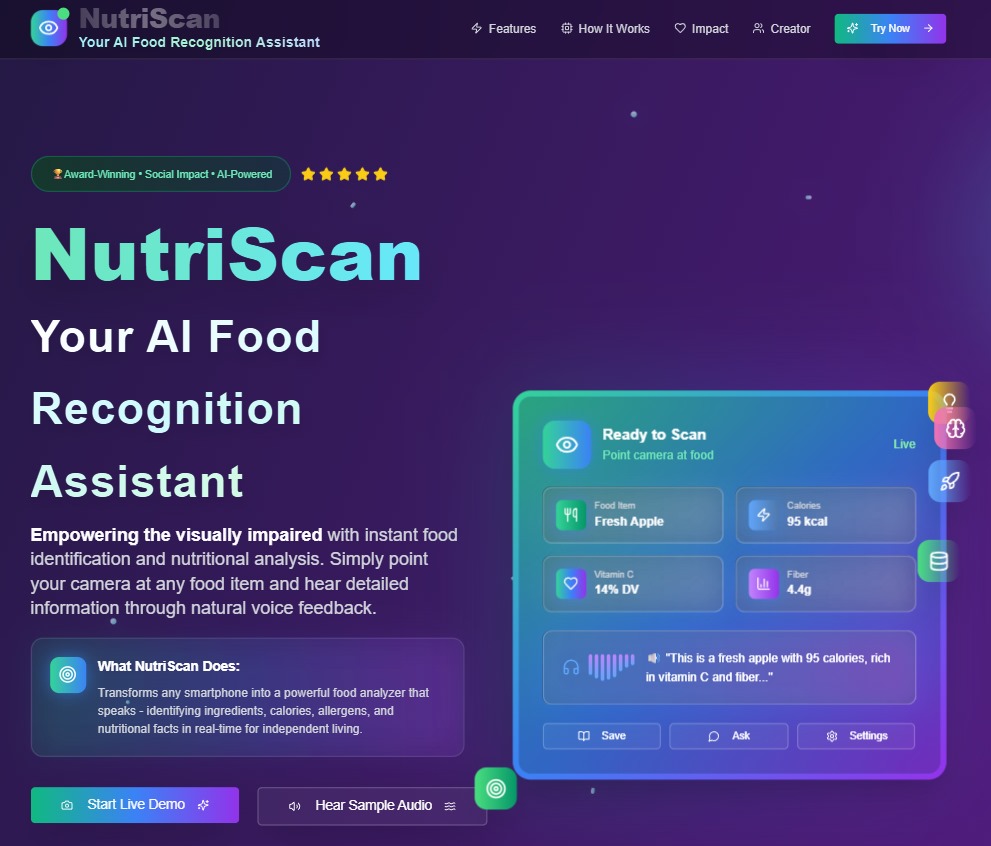 NutriScan
Your AI Food Recognition Assistant
Features
How It Works
Impact
Creator
Try Now
Award-Winning • Social Impact • AI-Powered
NutriScan
Your AI Food
Recognition
Assistant
Empowering the visually impaired with instant food
identification and nutritional analysis. Simply point
your camera at any food item and hear detailed
information through natural voice feedback.
What NutriScan Does:
Transforms any smartphone into a powerful food analyzer that
speaks - identifying ingredients, calories, allergens, and
nutritional facts in real-time for independent living.
Start Live Demo
Hear Sample Audio
Ready to Scan
Point camera at food
Live
Food Item
Fresh Apple
Calories
95 kcal
Vitamin C
14% DV
Fiber
4.4g
"This is a fresh apple with 95 calories, rich
in vitamin C and fiber..."
Save
Ask
Settings